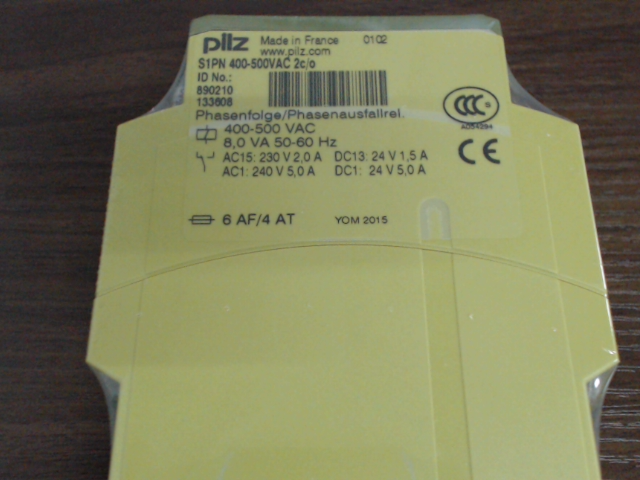 pilz Made in France 0102
www.pilz.com
S1PN 400-500VAC 2c/o
ID No.:
890210
133608
Phasenfolge/Phasenausfallrel.
400-500 VAC
8,0 VA 50-60 Hz
AC15: 230 V 2,0 A DC13: 24 V 1,5 A
AC1: 240 V 5,0 A DC1: 24 V 5,0 A
CCC
A054294
CE
6 AF/4 AT YOM 2015